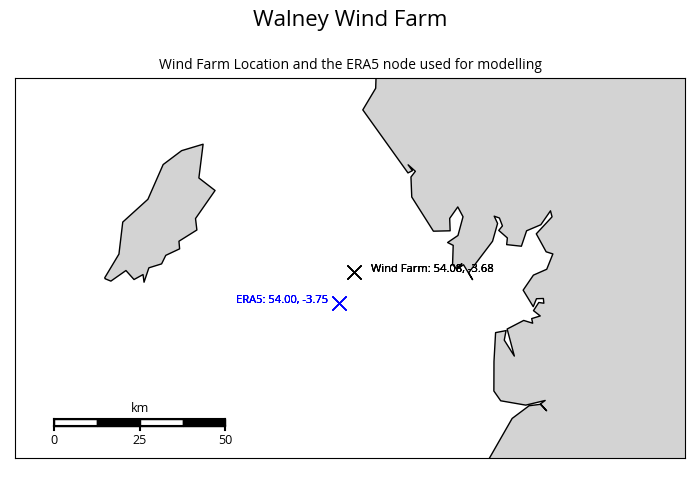 Walney Wind Farm
Wind Farm Location and the ERA5 node used for modelling
Wind Farm: 54.08, -3.68
ERA5: 54.00, -3.75
km
0 25 50